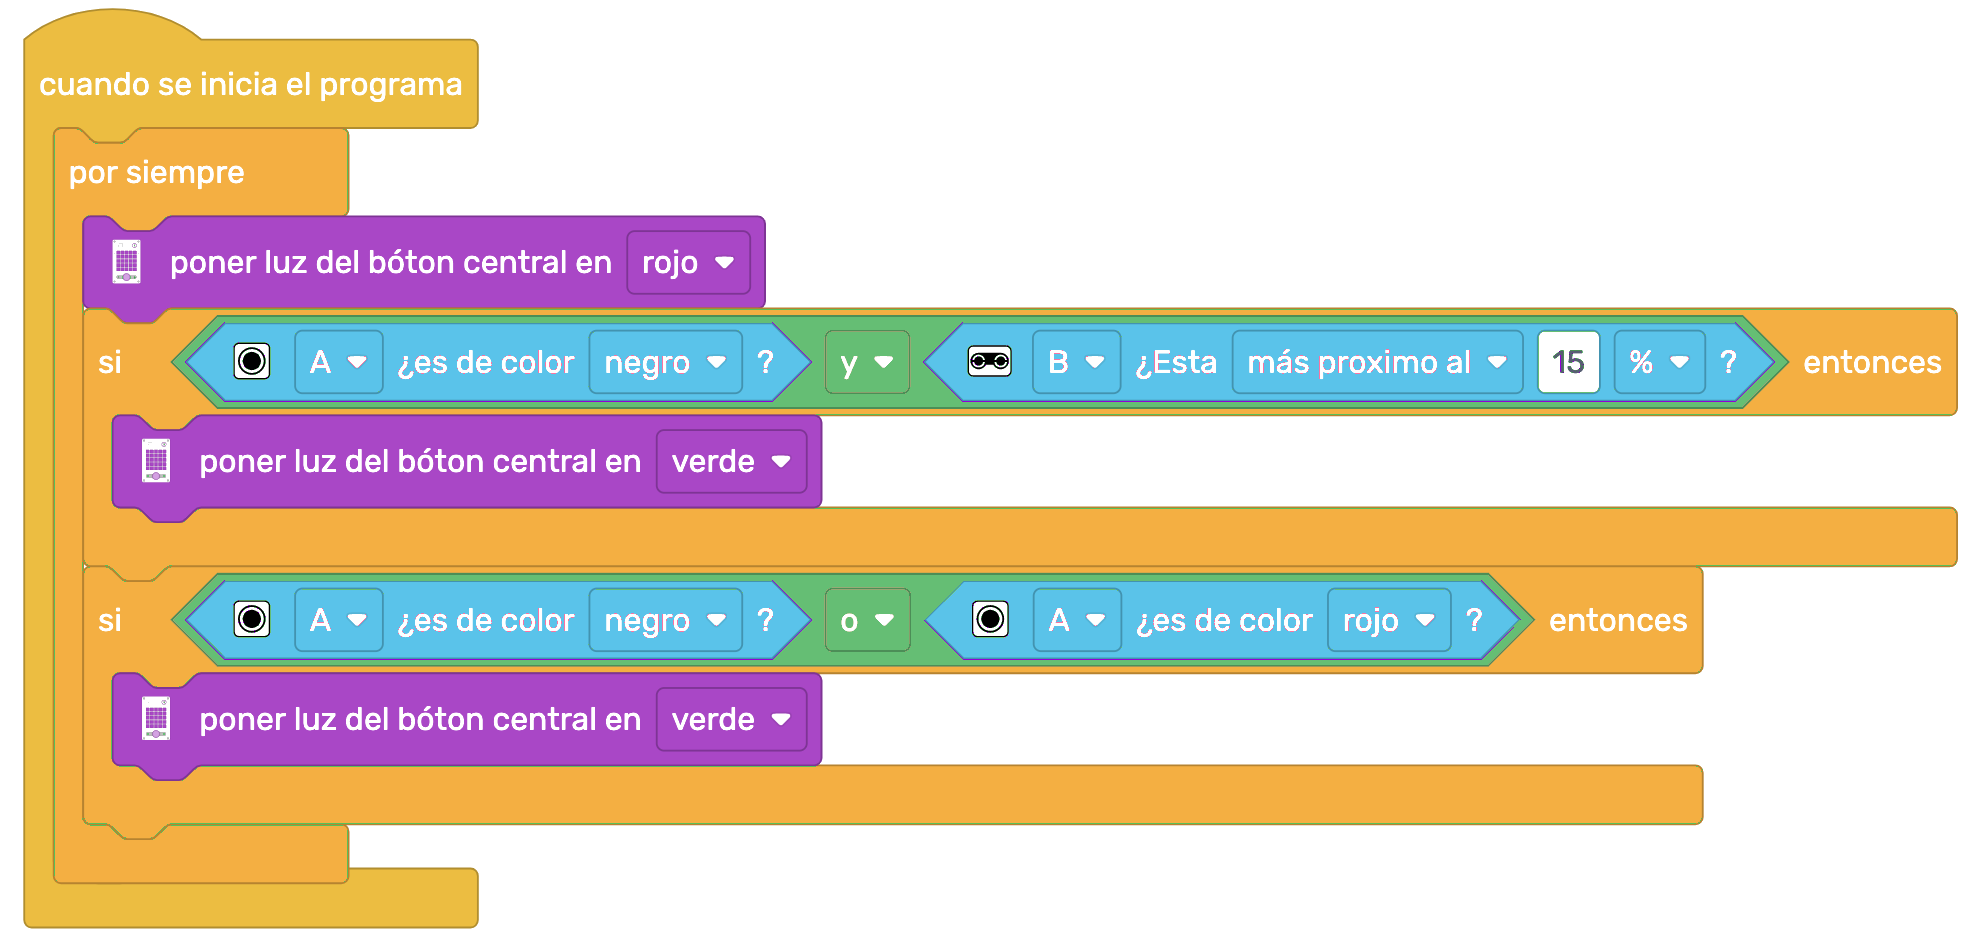 cuando se inicia el programa
por siempre
poner luz del bóton central en rojo
si A ¿es de color negro ? y B ¿Esta más proximo al 15 % ? entonces
poner luz del bóton central en verde
si A ¿es de color negro ? o A ¿es de color rojo ? entonces
poner luz del bóton central en verde